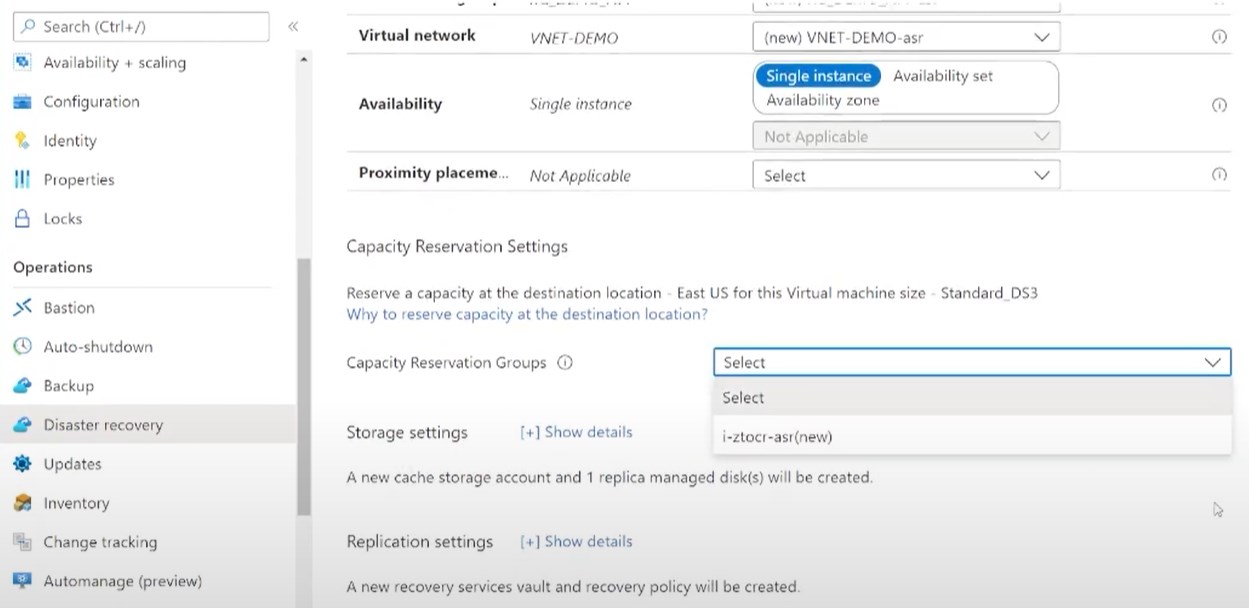 Search (Ctrl+/)
Availability + scaling
Configuration
Identity
Properties
Locks
Operations
Bastion
Auto-shutdown
Backup
Disaster recovery
Updates
Inventory
Change tracking
Automanage (preview)
Virtual network VNET-DEMO (new) VNET-DEMO-asr
Availability Single instance Single instance Availability set
Availability zone
Not Applicable
Proximity placeme... Not Applicable Select
Capacity Reservation Settings
Reserve a capacity at the destination location - East US for this Virtual machine size - Standard_DS3
Why to reserve capacity at the destination location?
Capacity Reservation Groups Select
Select
i-ztocr-asr(new)
Storage settings [+] Show details
A new cache storage account and 1 replica managed disk(s) will be created.
Replication settings [+] Show details
A new recovery services vault and recovery policy will be created.